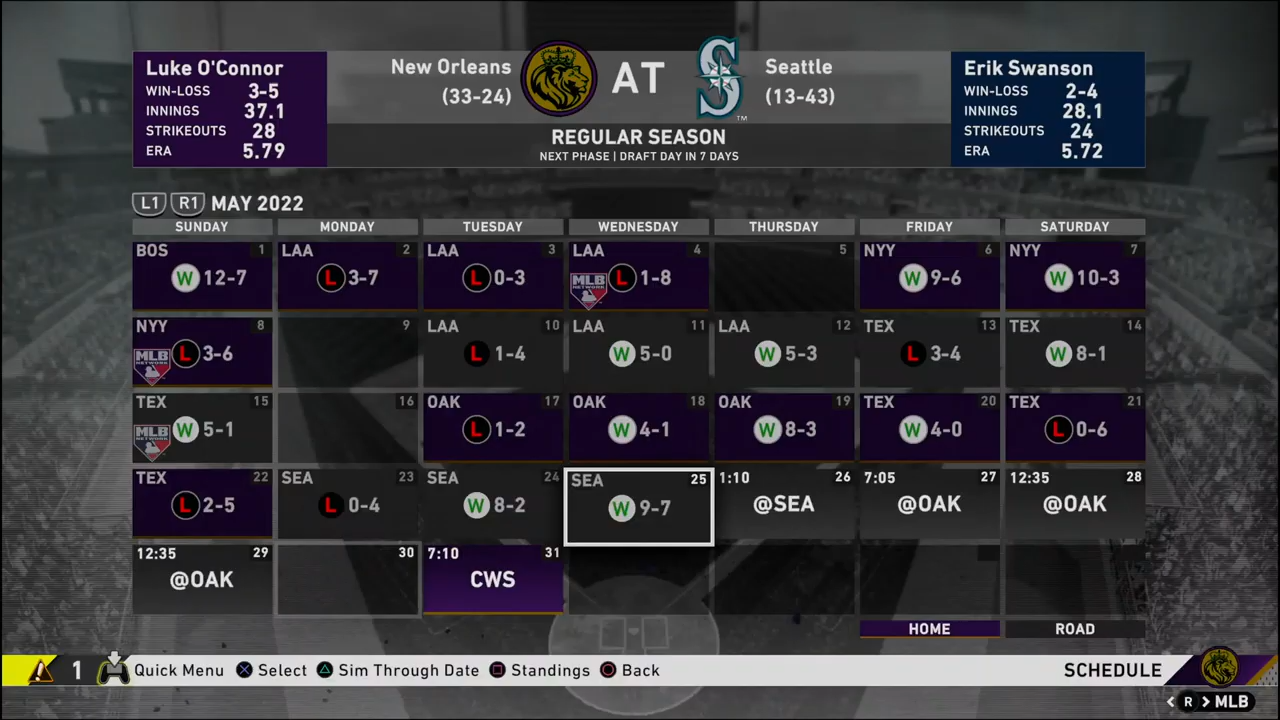 Luke O'Connor
WIN-LOSS 3-5
INNINGS 37.1
STRIKEOUTS 28
ERA 5.79
New Orleans
(33-24)
AT
S
TM
Seattle
(13-43)
REGULAR SEASON
NEXT PHASE | DRAFT DAY IN 7 DAYS
Erik Swanson
WIN-LOSS 2-4
INNINGS 28.1
STRIKEOUTS 24
ERA 5.72
L1 R1 MAY 2022
SUNDAY MONDAY TUESDAY WEDNESDAY THURSDAY FRIDAY SATURDAY
BOS 1 LAA 2 LAA 3 LAA 4 5 NYY 6 NYY 7
W 12-7 L 3-7 L 0-3 MLB NETWORK L 1-8 W 9-6 W 10-3
NYY 8 9 LAA 10 LAA 11 LAA 12 TEX 13 TEX 14
MLB NETWORK L 3-6 L 1-4 W 5-0 W 5-3 L 3-4 W 8-1
TEX 15 16 OAK 17 OAK 18 OAK 19 TEX 20 TEX 21
MLB NETWORK W 5-1 L 1-2 W 4-1 W 8-3 W 4-0 L 0-6
TEX 22 SEA 23 SEA 24 SEA 25 1:10 26 7:05 27 12:35 28
L 2-5 L 0-4 W 8-2 W 9-7 @SEA @OAK @OAK
12:35 29 30 7:10 31
@OAK CWS
HOME ROAD
1 Quick Menu Select Sim Through Date Standings Back SCHEDULE
< R > MLB